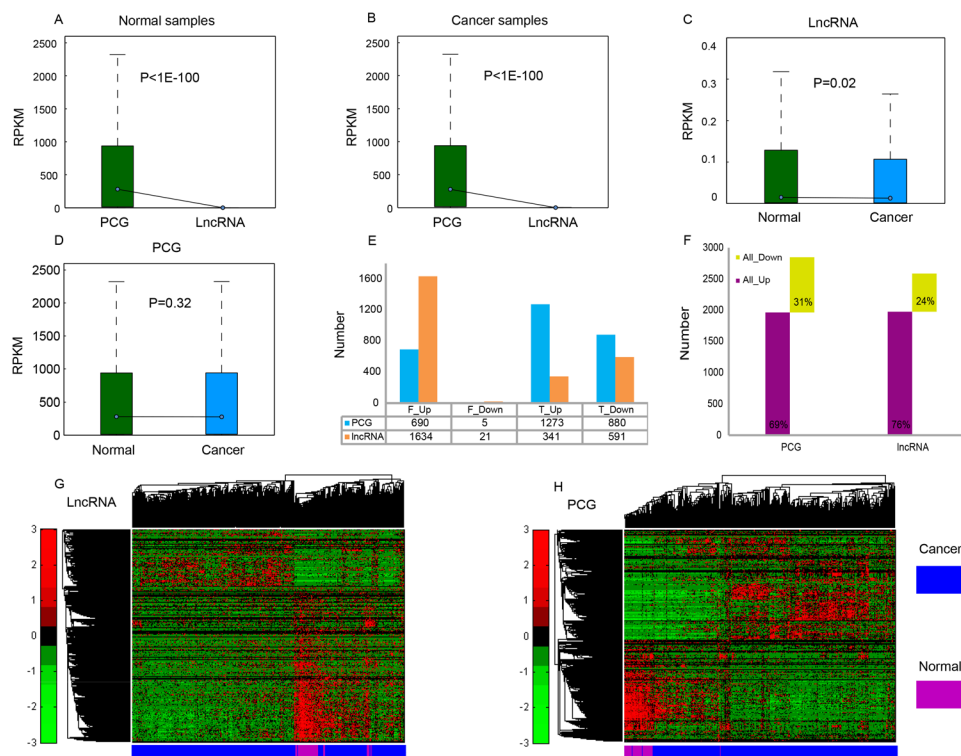 A Normal samples
2500
2000
1500
1000
500
0
RPKM
P<1E-100
PCG LncRNA
B Cancer samples
2500
2000
1500
1000
500
0
RPKM
P<1E-100
PCG LncRNA
C LncRNA
0.4
0.3
0.2
0.1
0
RPKM
P=0.02
Normal Cancer
D PCG
2500
2000
1500
1000
500
0
RPKM
P=0.32
Normal Cancer
E
1600
1200
800
400
0
Number
F_Up F_Down T_Up T_Down
PCG 690 5 1273 880
lncRNA 1634 21 341 591
F
3000
2500
2000
1500
1000
500
0
Number
All_Down
All_Up
31%
24%
69%
76%
PCG lncRNA
G
LncRNA
3
2
1
0
-1
-2
-3
H
PCG
3
2
1
0
-1
-2
-3
Cancer
Normal